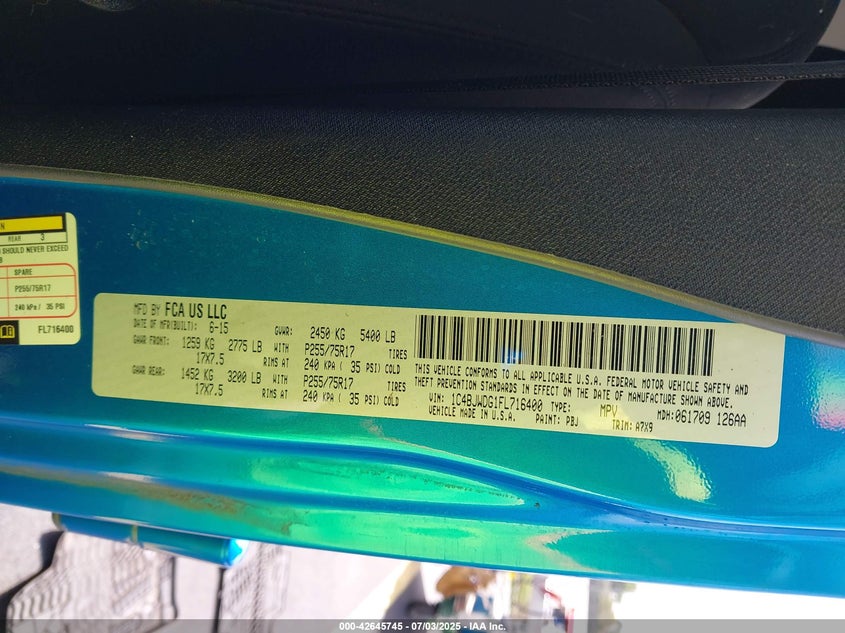 N
REAR 3
SHOULD NEVER EXCEED
B
SPARE
P255/75R17
240 kPa / 35 PSI
FL716400
MFD BY FCA US LLC
DATE OF MFR(BUILT): 6-15 GVWR: 2450 KG 5400 LB
GAWR FRONT: 1259 KG 2775 LB WITH P255/75R17 TIRES
17X7.5 RIMS AT 240 KPA ( 35 PSI) COLD
GAWR REAR: 1452 KG 3200 LB WITH P255/75R17 TIRES
17X7.5 RIMS AT 240 KPA ( 35 PSI) COLD
THIS VEHICLE CONFORMS TO ALL APPLICABLE U.S.A. FEDERAL MOTOR VEHICLE SAFETY AND
THEFT PREVENTION STANDARDS IN EFFECT ON THE DATE OF MANUFACTURE SHOWN ABOVE.
VIN: 1C4BJWDG1FL716400 TYPE: MPV MDH: 061709 126AA
VEHICLE MADE IN U.S.A. PAINT: PBJ TRIM: A7X9
000-42645745 - 07/03/2025 - IAA Inc.